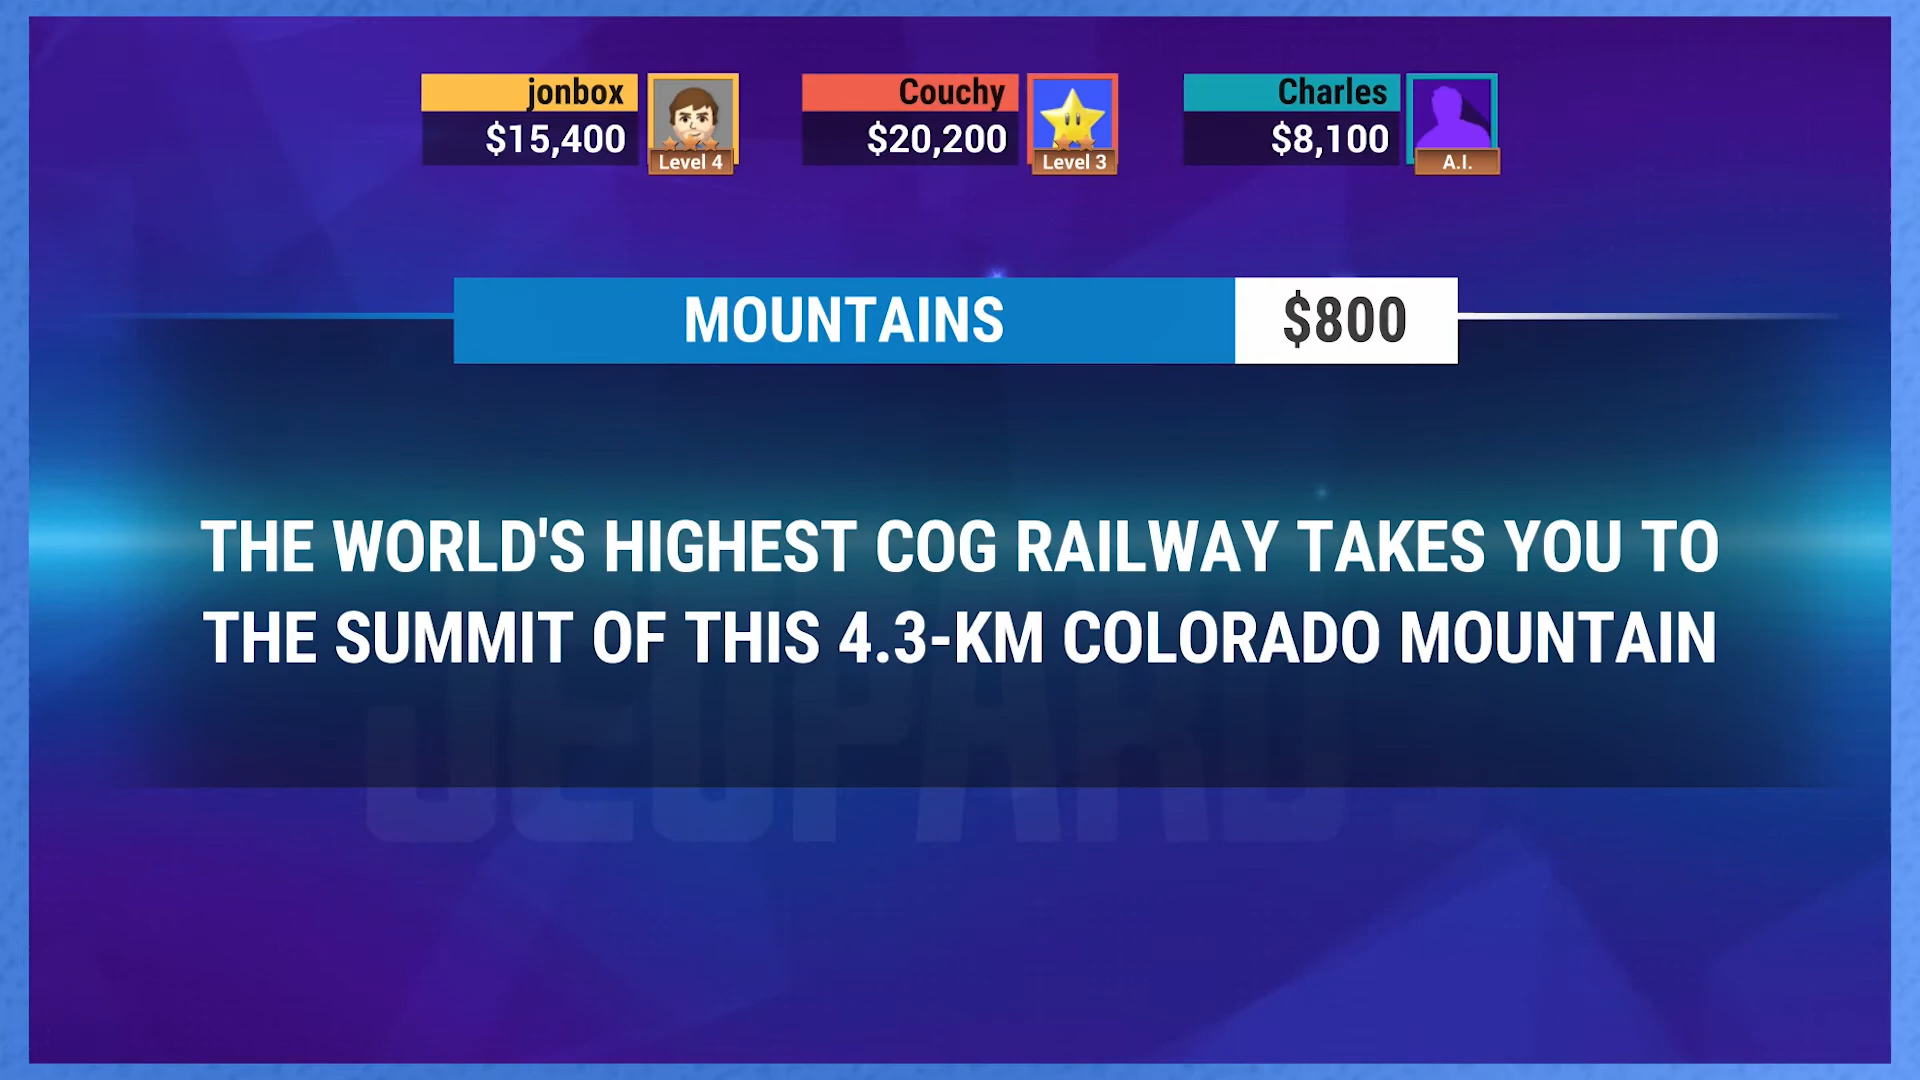 jonbox
$15,400
Level 4
Couchy
$20,200
Level 3
Charles
$8,100
A.I.
MOUNTAINS
$800
THE WORLD'S HIGHEST COG RAILWAY TAKES YOU TO
THE SUMMIT OF THIS 4.3-KM COLORADO MOUNTAIN
JEOPARDY